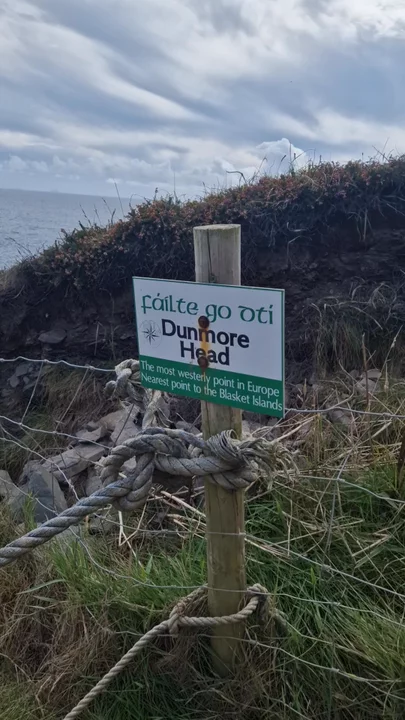 fáilte go dtí
Dunmore
Head
The most westerly point in Europe
Nearest point to the Blasket Islands